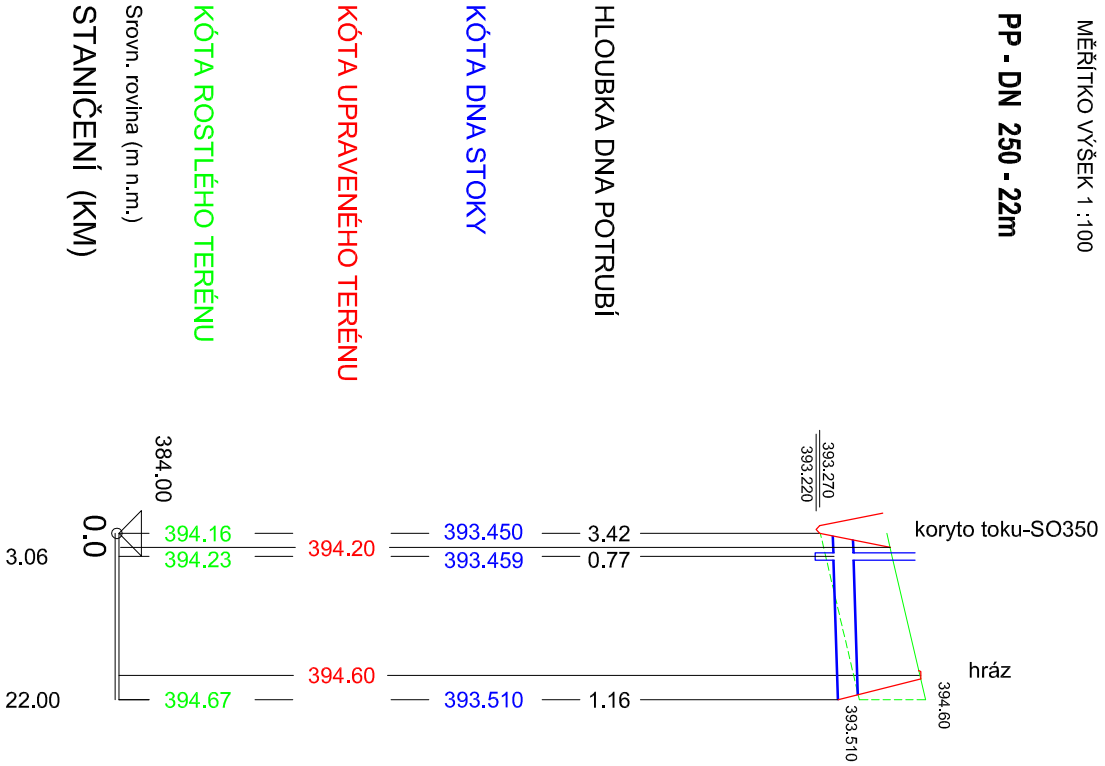 MĚŘÍTKO VÝŠEK 1 :100
PP - DN 250 - 22m
HLOUBKA DNA POTRUBÍ
KÓTA DNA STOKY
KÓTA UPRAVENÉHO TERÉNU
KÓTA ROSTLÉHO TERÉNU
Srovn. rovina (m n.m.)
STANIČENÍ (KM)
384.00
0.0
393.270
393.220
koryto toku-SO350
394.16 393.450 3.42
394.20
3.06 394.23 393.459 0.77
hráz
394.60
22.00 394.67 393.510 1.16
394.60
393.510